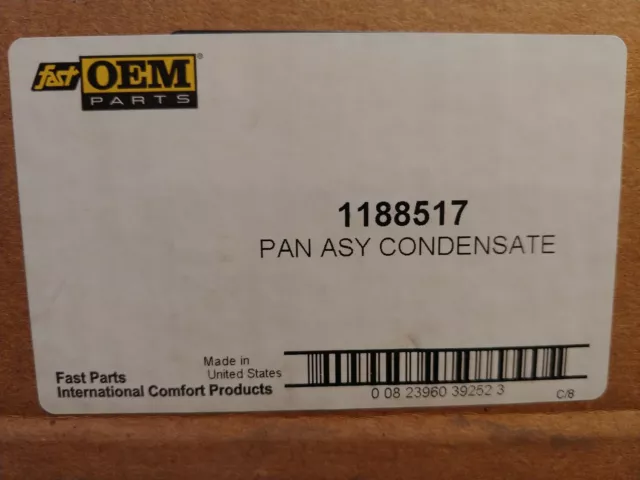 fast OEM®
PARTS
1188517
PAN ASY CONDENSATE
Made in
United States
Fast Parts
International Comfort Products
0 08 23960 39252 3
C/8